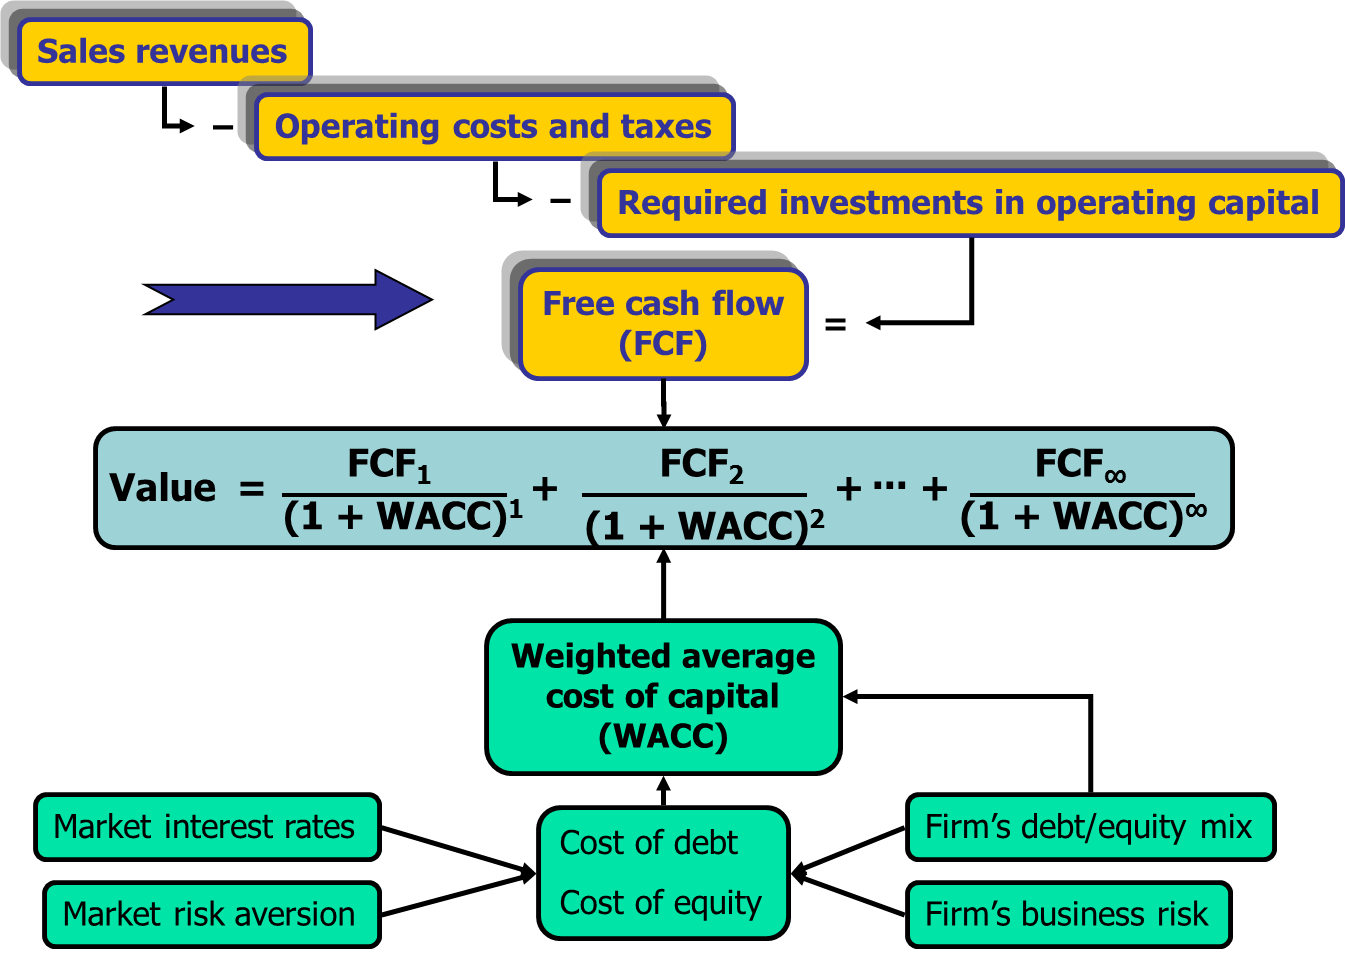 Sales revenues
− Operating costs and taxes
− Required investments in operating capital
Free cash flow
(FCF)
=
Value = FCF₁ / (1 + WACC)¹ + FCF₂ / (1 + WACC)² + ··· + FCF∞ / (1 + WACC)∞
Weighted average
cost of capital
(WACC)
Market interest rates
Market risk aversion
Cost of debt
Cost of equity
Firm’s debt/equity mix
Firm’s business risk